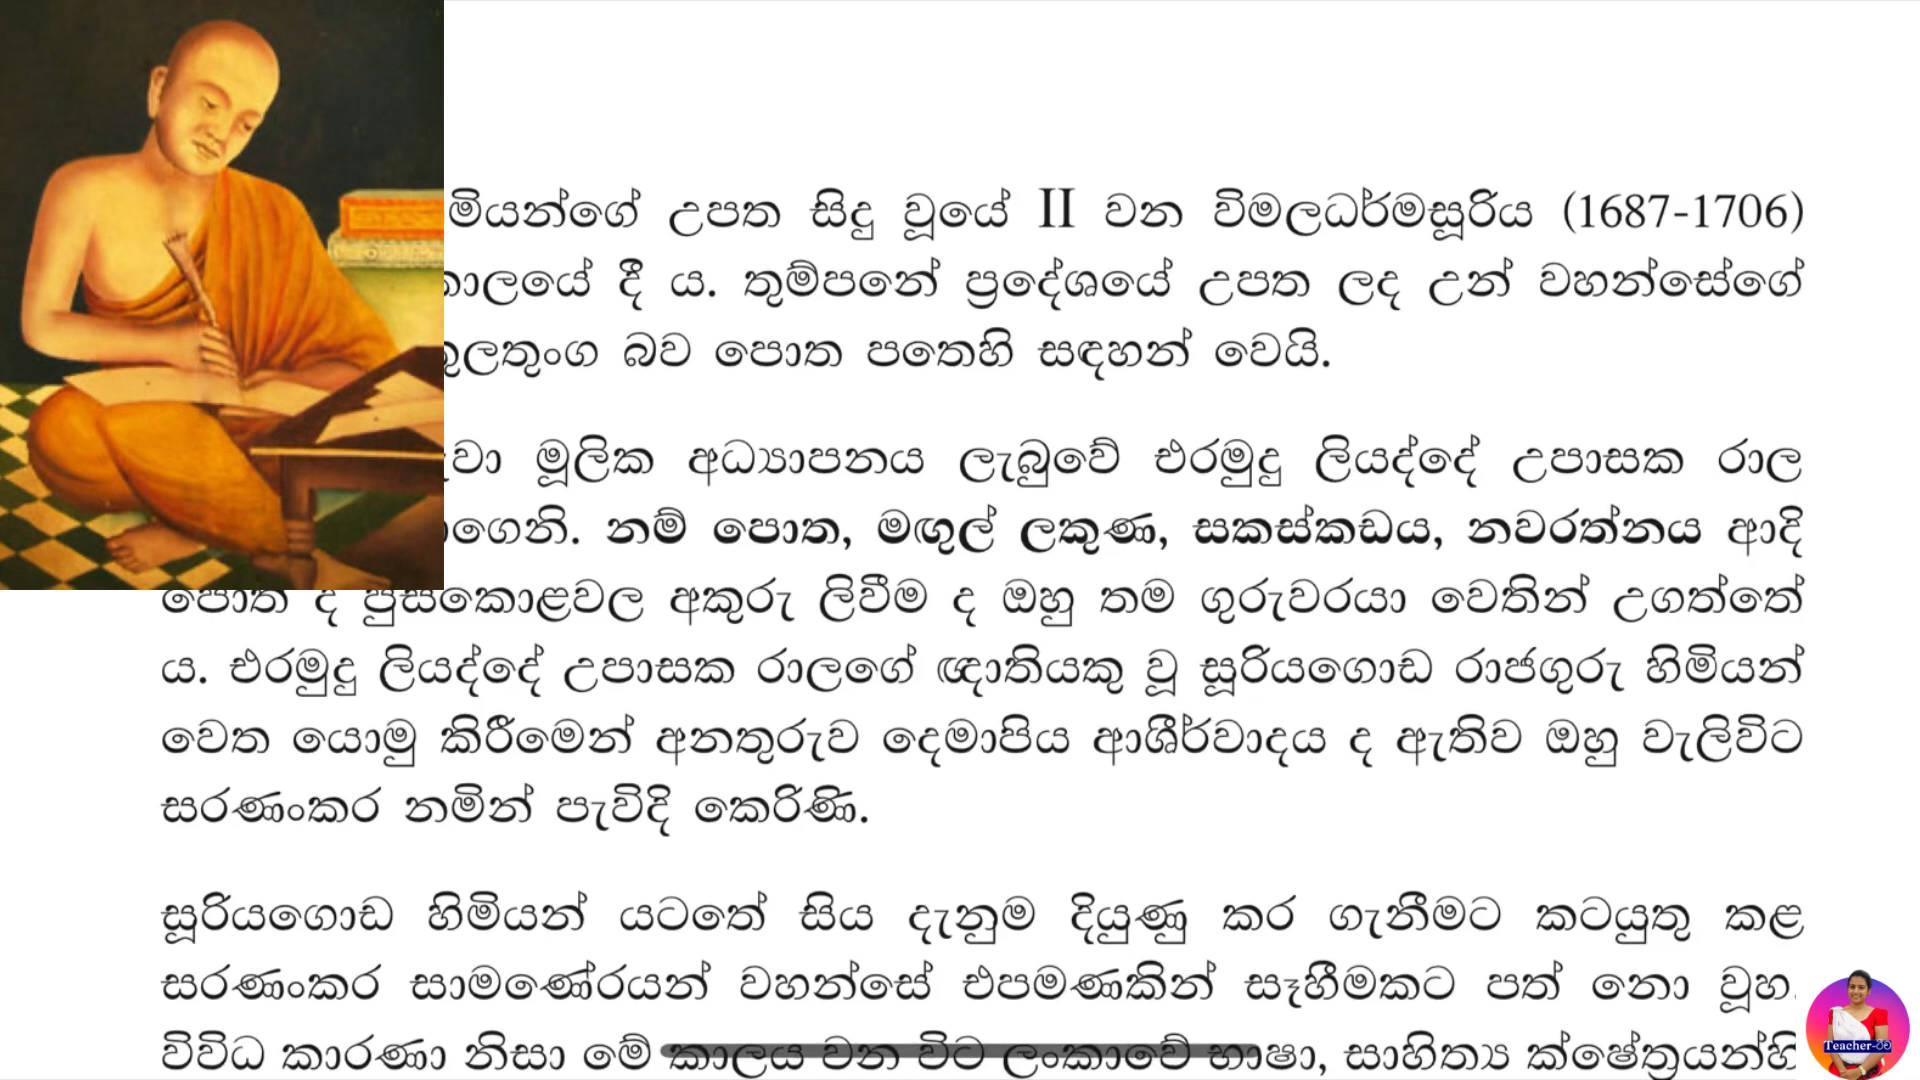 මියන්ගේ උපත සිදු වූයේ II වන විමලධර්මසූරිය (1687-1706)
දී ය. තුම්පනේ ප්‍රදේශයේ උපත ලද උන් වහන්සේගේ
බව පොත පතෙහි සඳහන් වෙයි.
මූලික අධ්‍යාපනය ලැබුවේ එරමුදු ලියද්දේ උපාසක රාල
නම් පොත, මඟුල් ලකුණ, සකස්කඩය, නවරත්නය ආදි
පොත් ද පුස්කොළවල අකුරු ලිවීම ද ඔහු තම ගුරුවරයා වෙතින් උගත්තේ
ය. එරමුදු ලියද්දේ උපාසක රාලගේ ඥාතියකු වූ සූරියගොඩ රාජගුරු හිමියන්
වෙත යොමු කිරීමෙන් අනතුරුව දෙමාපිය ආශීර්වාදය ද ඇතිව ඔහු වැලිවිට
සරණංකර නමින් පැවිදි කෙරිණි.
සූරියගොඩ හිමියන් යටතේ සිය දැනුම දියුණු කර ගැනීමට කටයුතු කළ
සරණංකර සාමණේරයන් වහන්සේ එපමණකින් සෑහීමකට පත් නො වූහ.
විවිධ කාරණා නිසා මේ කාලය වන විට ලංකාවේ භාෂා, සාහිත්‍ය ක්ෂේත්‍රයන්හි
Teacher-ටීච්